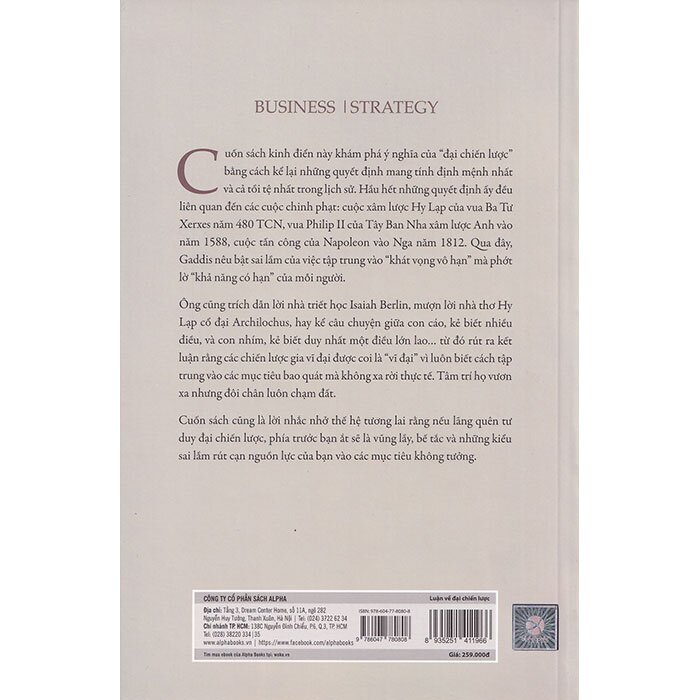 BUSINESS | STRATEGY
Cuốn sách kinh điển này khám phá ý nghĩa của “đại chiến lược”
bằng cách kể lại những quyết định mang tính định mệnh nhất
và cả tồi tệ nhất trong lịch sử. Hầu hết những quyết định ấy đều
liên quan đến các cuộc chinh phạt: cuộc xâm lược Hy Lạp của vua Ba Tư
Xerxes năm 480 TCN, vua Philip II của Tây Ban Nha xâm lược Anh vào
năm 1588, cuộc tấn công của Napoleon vào Nga năm 1812. Qua đây,
Gaddis nêu bật sai lầm của việc tập trung vào “khát vọng vô hạn” mà phớt
lờ “khả năng có hạn” của mỗi người.
Ông cũng trích dẫn lời nhà triết học Isaiah Berlin, mượn lời nhà thơ Hy
Lạp cổ đại Archilochus, hay kể câu chuyện giữa con cáo, kẻ biết nhiều
điều, và con nhím, kẻ biết duy nhất một điều lớn lao... từ đó rút ra kết
luận rằng các chiến lược gia vĩ đại được coi là “vĩ đại” vì luôn biết cách tập
trung vào các mục tiêu bao quát mà không xa rời thực tế. Tâm trí họ vươn
xa nhưng đôi chân luôn chạm đất.
Cuốn sách cũng là lời nhắc nhở thế hệ tương lai rằng nếu lãng quên tư
duy đại chiến lược, phía trước bạn ắt sẽ là vũng lầy, bế tắc và những kiểu
sai lầm rút cạn nguồn lực của bạn vào các mục tiêu không tưởng.
CÔNG TY CỔ PHẦN SÁCH ALPHA
Địa chỉ: Tầng 3, Dream Center Home, số 11A, ngõ 282
Nguyễn Huy Tưởng, Thanh Xuân, Hà Nội | Tel: (024) 3722 62 34
Chi nhánh TP. HCM: 138C Nguyễn Đình Chiểu, P6, Q.3, TP. HCM
Tel: (028) 38220 334 | 35
www.alphabooks.vn | https://www.facebook.com/alphabooks
Tìm mua ebook của Alpha Books tại: waka.vn
ISBN: 978-604-77-8080-8
9 786047 780808
Luận về đại chiến lược
8 935251 411966
Giá: 259.000đ